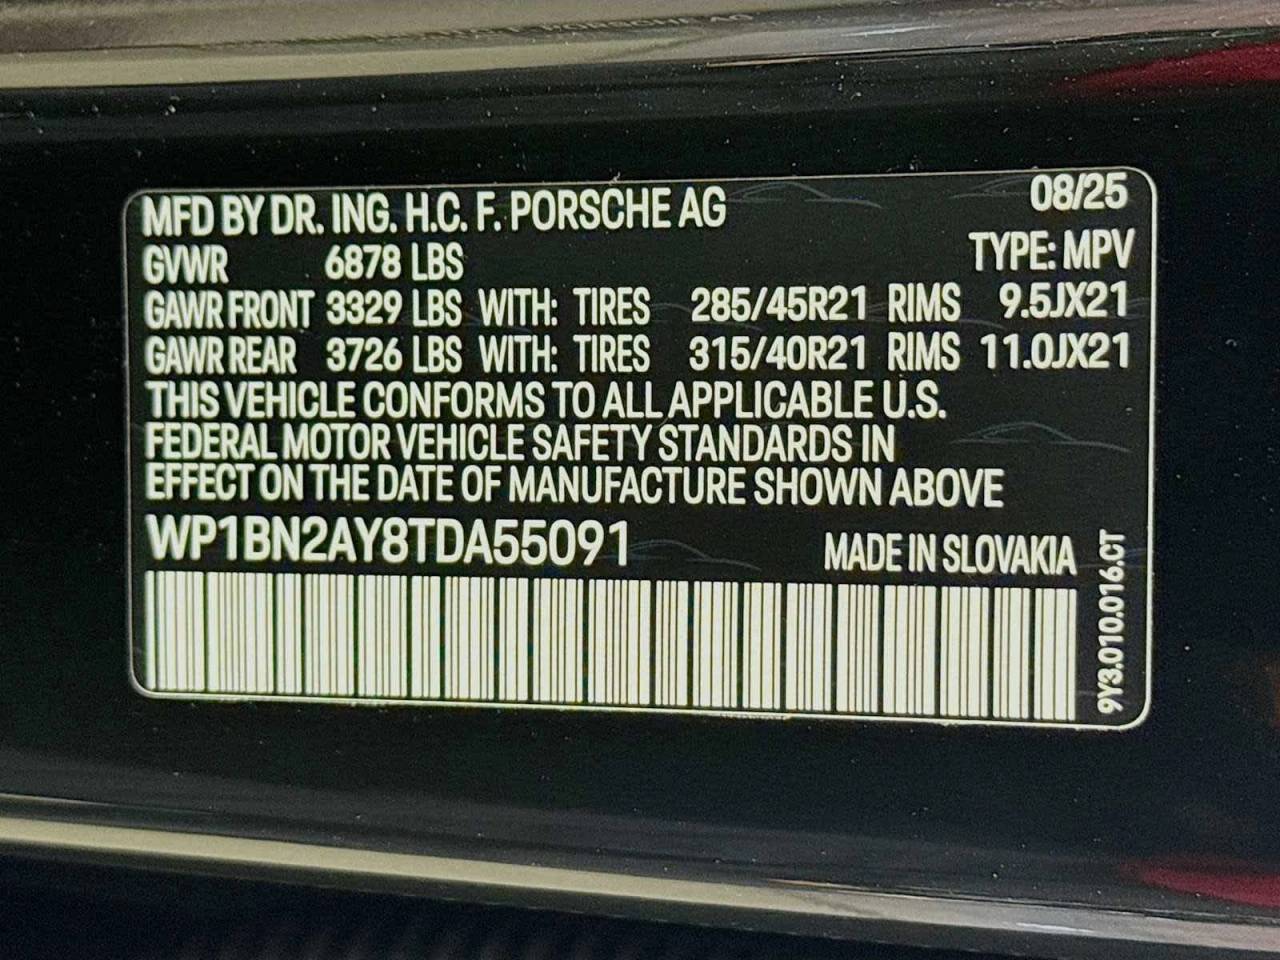 MFD BY DR. ING. H.C. F. PORSCHE AG 08/25
GVWR 6878 LBS TYPE: MPV
GAWR FRONT 3329 LBS WITH: TIRES 285/45R21 RIMS 9.5JX21
GAWR REAR 3726 LBS WITH: TIRES 315/40R21 RIMS 11.0JX21
THIS VEHICLE CONFORMS TO ALL APPLICABLE U.S.
FEDERAL MOTOR VEHICLE SAFETY STANDARDS IN
EFFECT ON THE DATE OF MANUFACTURE SHOWN ABOVE
WP1BN2AY8TDA55091 MADE IN SLOVAKIA
9Y3.010.016.CT
PORSCHE AG